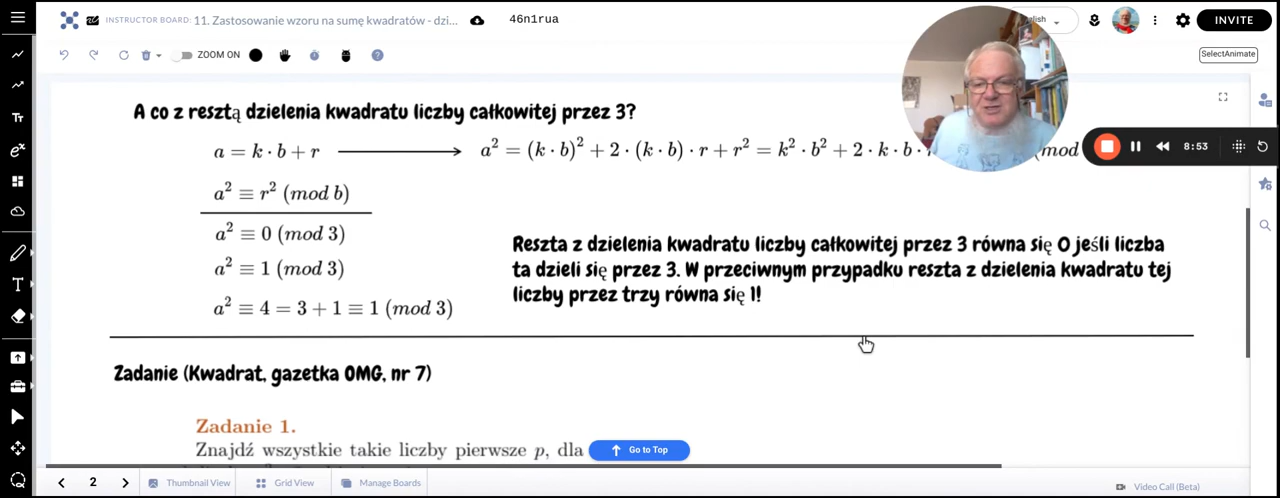 INSTRUCTOR BOARD: 11. Zastosowanie wzoru na sumę kwadratów - dzi...
46n1rua
INVITE
ZOOM ON
SelectAnimate
A co z resztą dzielenia kwadratu liczby całkowitej przez 3?
a = k · b + r → a² = (k · b)² + 2 · (k · b) · r + r² = k² · b² + 2 · k · b ·
(mod
8:53
a² ≡ r² (mod b)
a² ≡ 0 (mod 3)
a² ≡ 1 (mod 3)
a² ≡ 4 = 3 + 1 ≡ 1 (mod 3)
Reszta z dzielenia kwadratu liczby całkowitej przez 3 równa się 0 jeśli liczba
ta dzieli się przez 3. W przeciwnym przypadku reszta z dzielenia kwadratu tej
liczby przez trzy równa się 1!
Zadanie (Kwadrat, gazetka OMG, nr 7)
Zadanie 1.
Znajdź wszystkie takie liczby pierwsze p, dla
Go to Top
2
Thumbnail View
Grid View
Manage Boards
Video Call (Beta)